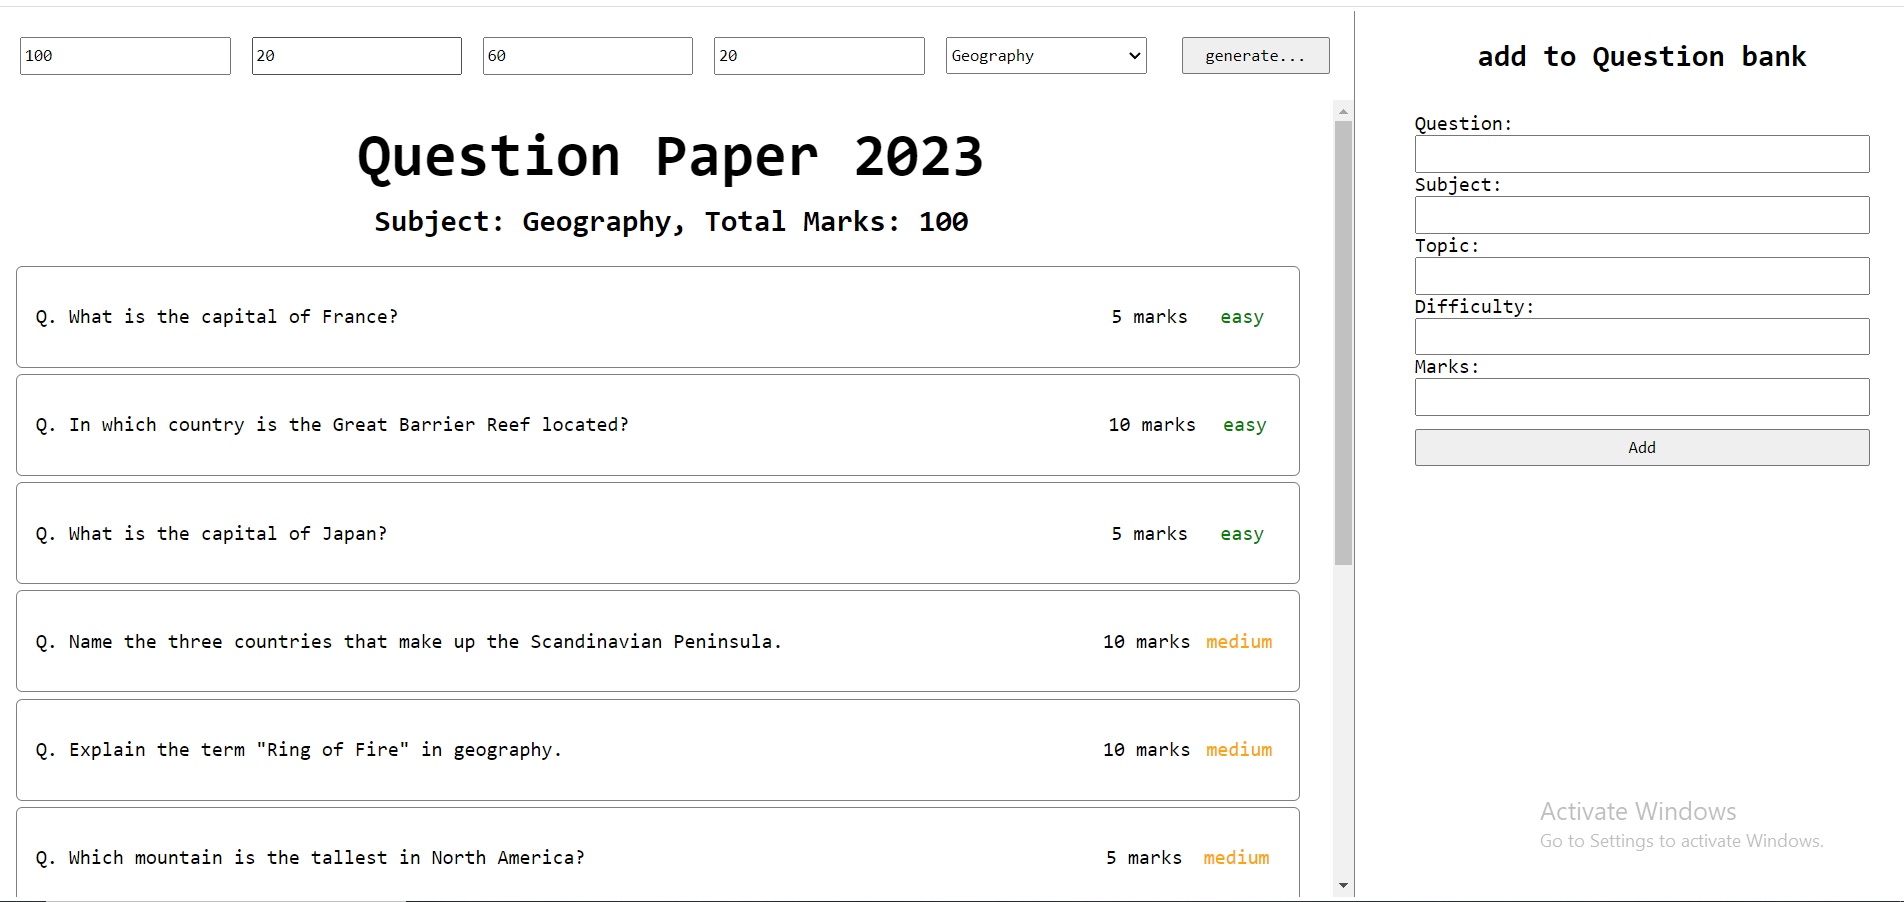 100 20 60 20 Geography generate...
Question Paper 2023
Subject: Geography, Total Marks: 100
Q. What is the capital of France? 5 marks easy
Q. In which country is the Great Barrier Reef located? 10 marks easy
Q. What is the capital of Japan? 5 marks easy
Q. Name the three countries that make up the Scandinavian Peninsula. 10 marks medium
Q. Explain the term "Ring of Fire" in geography. 10 marks medium
Q. Which mountain is the tallest in North America? 5 marks medium
add to Question bank
Question:
Subject:
Topic:
Difficulty:
Marks:
Add
Activate Windows
Go to Settings to activate Windows.